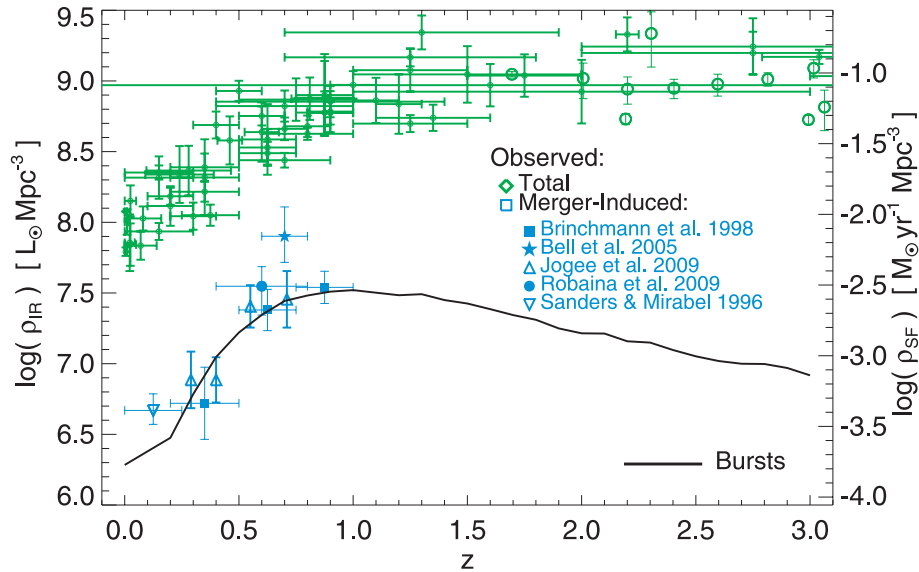 9.5
9.0
8.5
8.0
7.5
7.0
6.5
6.0
log( ρIR ) [ L⊙ Mpc-3 ]
-1.0
-1.5
-2.0
-2.5
-3.0
-3.5
-4.0
log( ρSF ) [ M⊙ yr-1 Mpc-3 ]
Observed:
Total
Merger-Induced:
Brinchmann et al. 1998
Bell et al. 2005
Jogee et al. 2009
Robaina et al. 2009
Sanders & Mirabel 1996
Bursts
0.0 0.5 1.0 1.5 2.0 2.5 3.0
z